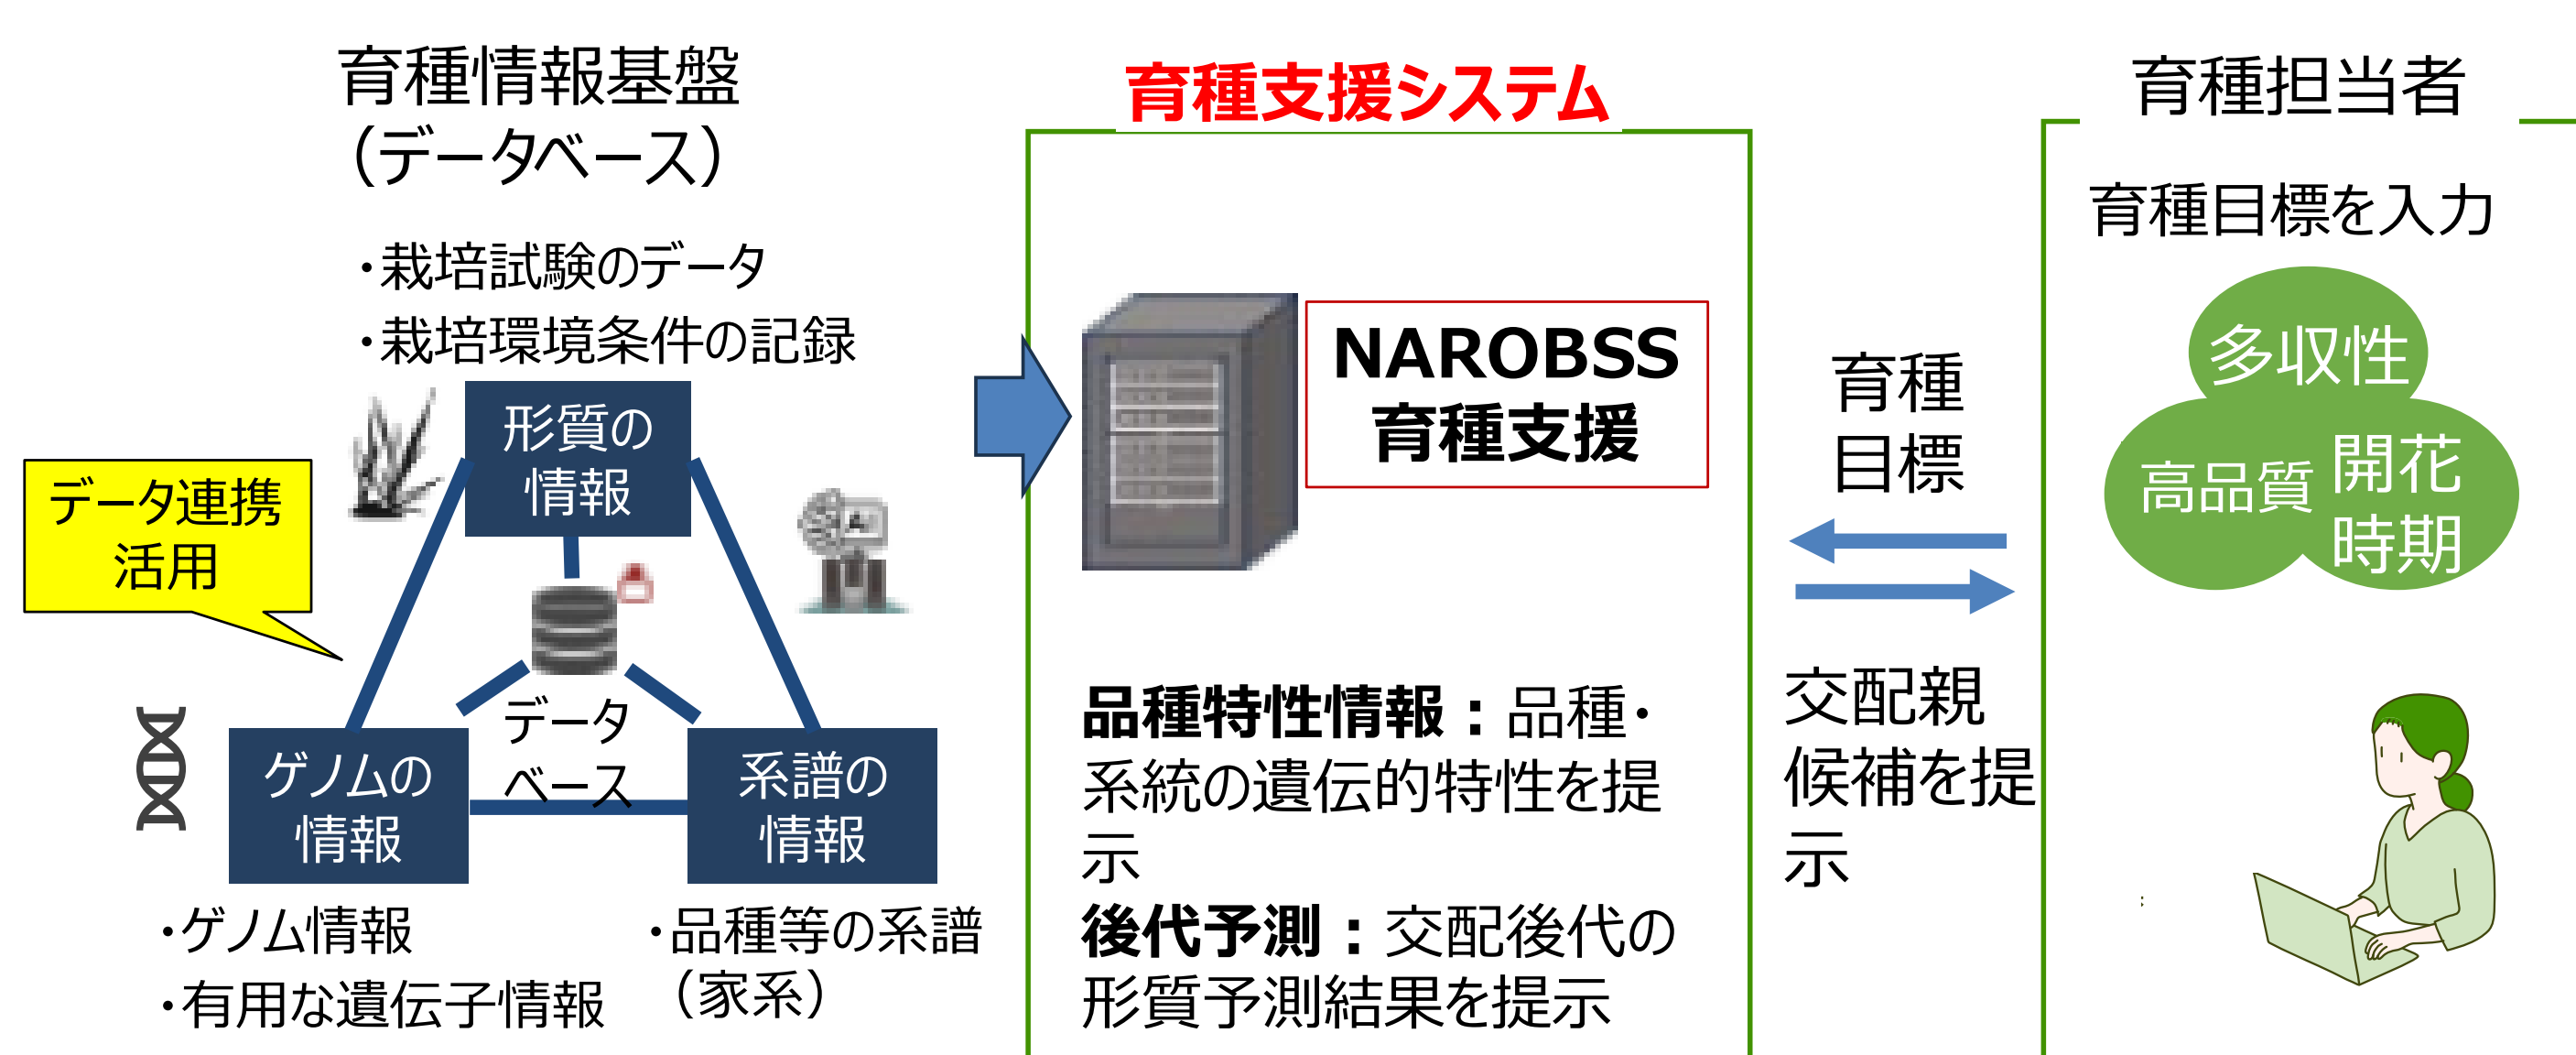 育種情報基盤
（データベース）
・栽培試験のデータ
・栽培環境条件の記録
形質の
情報
データ連携
活用
AI
データ
ベース
ゲノムの
情報
系譜の
情報
・ゲノム情報
・有用な遺伝子情報
・品種等の系譜
（家系）
育種支援システム
NAROBSS
育種支援
品種特性情報：品種・
系統の遺伝的特性を提
示
後代予測：交配後代の
形質予測結果を提示
育種
目標
交配親
候補を提
示
育種担当者
育種目標を入力
多収性
高品質
開花
時期